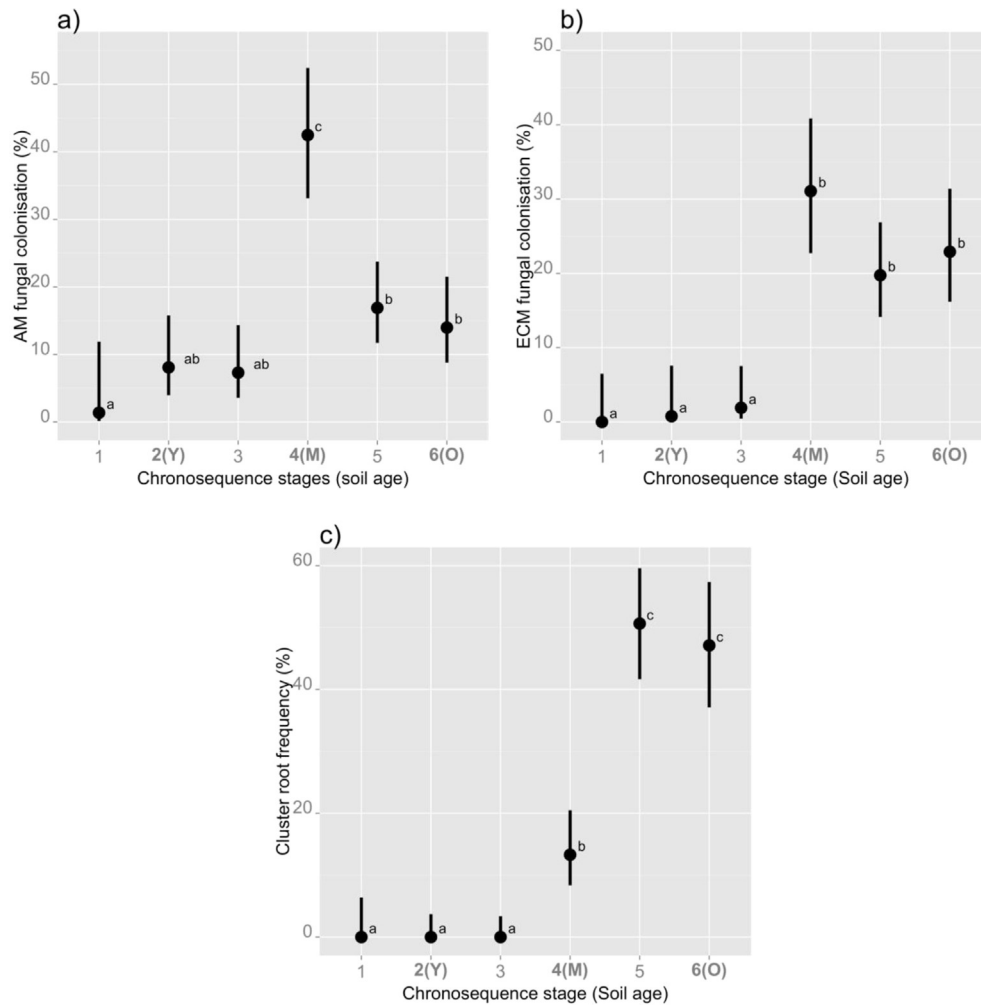 a)
AM fungal colonisation (%)
50
40
30
20
10
0
c
b
b
ab
ab
a
1 2(Y) 3 4(M) 5 6(O)
Chronosequence stages (soil age)
b)
ECM fungal colonisation (%)
50
40
30
20
10
0
b
b
b
a
a
a
1 2(Y) 3 4(M) 5 6(O)
Chronosequence stage (Soil age)
c)
Cluster root frequency (%)
60
40
20
0
c
c
b
a
a
a
1 2(Y) 3 4(M) 5 6(O)
Chronosequence stage (Soil age)